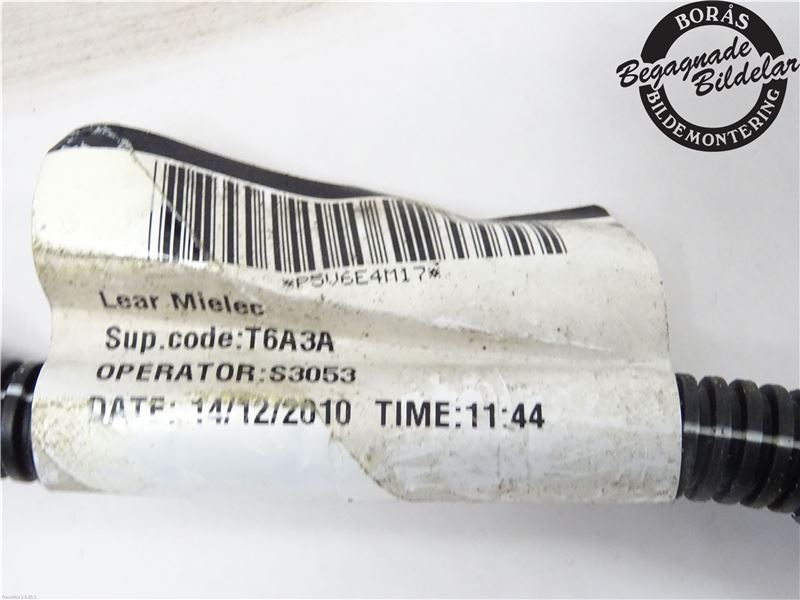 BORÅS
Begagnade
Bildelar
BILDEMONTERING
*P5V6E4M17*
Lear Mielec
Sup.code:T6A3A
OPERATOR:S3053
DATE: 14/12/2010 TIME:11:44